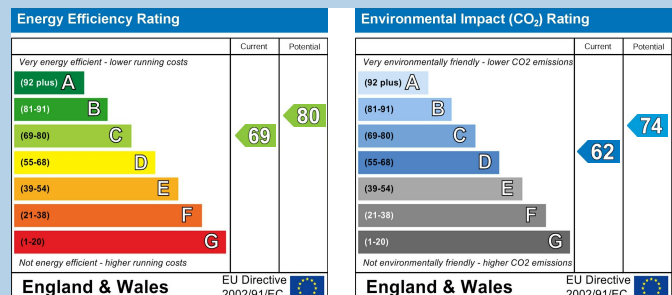 Energy Efficiency Rating
Current Potential
Very energy efficient - lower running costs
(92 plus) A
(81-91) B
(69-80) C
(55-68) D
(39-54) E
(21-38) F
(1-20) G
69
80
Not energy efficient - higher running costs
England & Wales
EU Directive
2002/91/EC
Environmental Impact (CO₂) Rating
Current Potential
Very environmentally friendly - lower CO2 emissions
(92 plus) A
(81-91) B
(69-80) C
(55-68) D
(39-54) E
(21-38) F
(1-20) G
62
74
Not environmentally friendly - higher CO2 emissions
England & Wales
EU Directive
2002/91/EC